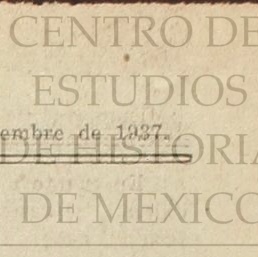 CENTRO DE
ESTUDIOS
embre de 1937.
DE HISTORIA
DE MEXICO